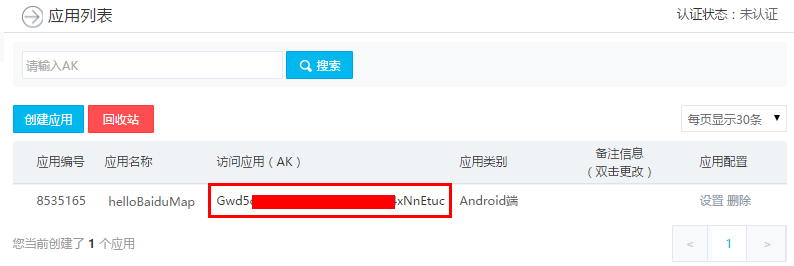 应用列表 认证状态：未认证
请输入AK 搜索
创建应用 回收站 每页显示30条
应用编号 应用名称 访问应用（AK） 应用类别 备注信息 应用配置
（双击更改）
8535165 helloBaiduMap Gwd5 xNnEtuc Android端 设置 删除
您当前创建了 1 个应用 < 1 >